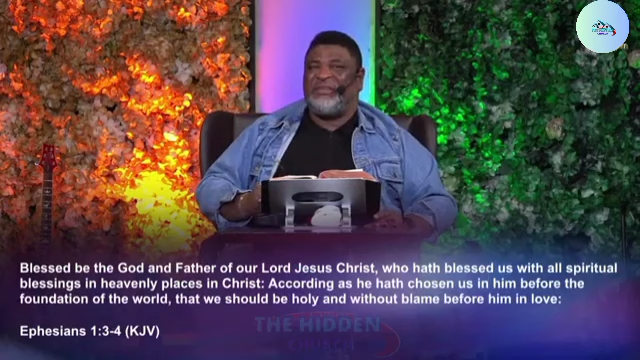 Blessed be the God and Father of our Lord Jesus Christ, who hath blessed us with all spiritual
blessings in heavenly places in Christ: According as he hath chosen us in him before the
foundation of the world, that we should be holy and without blame before him in love:
Ephesians 1:3-4 (KJV)
THE HIDDEN
CHURCH